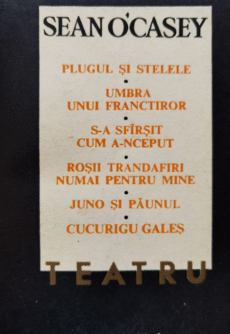 SEAN O'CASEY
PLUGUL ȘI STELELE
•
UMBRA
UNUI FRANCTIROR
•
S-A SFÎRȘIT
CUM A-NCEPUT
•
ROȘII TRANDAFIRI
NUMAI PENTRU MINE
•
JUNO ȘI PĂUNUL
•
CUCURIGU GALEȘ
TEATRU